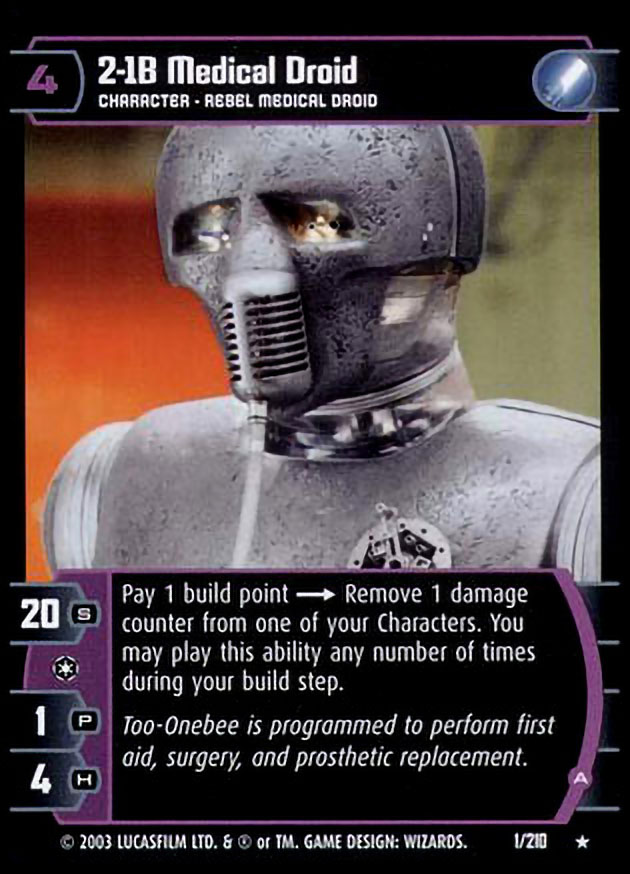 4
2-1B Medical Droid
CHARACTER - REBEL MEDICAL DROID
20 S
1 P
4 H
Pay 1 build point → Remove 1 damage
counter from one of your Characters. You
may play this ability any number of times
during your build step.
Too-Onebee is programmed to perform first
aid, surgery, and prosthetic replacement.
A
© 2003 LUCASFILM LTD. & ® or TM. GAME DESIGN: WIZARDS. 1/210 ★